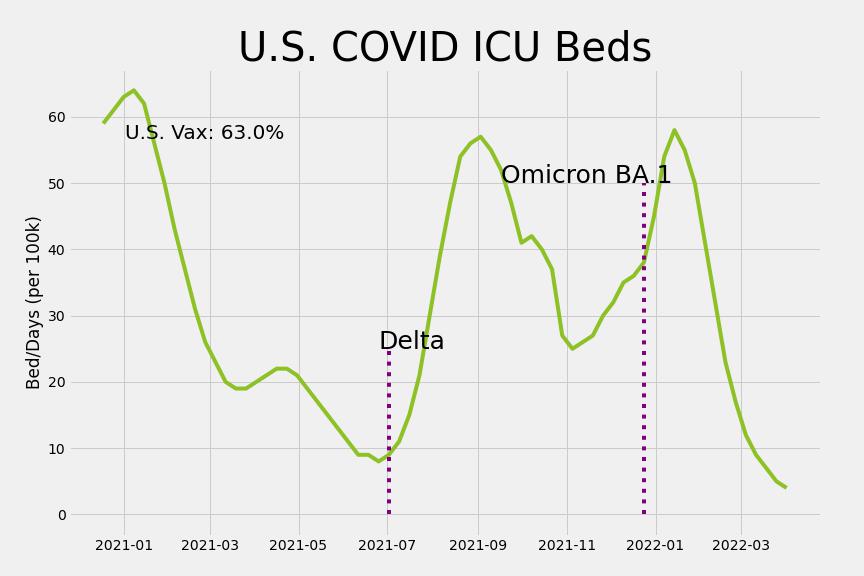 U.S. COVID ICU Beds
U.S. Vax: 63.0%
Omicron BA.1
Delta
Bed/Days (per 100k)
60
50
40
30
20
10
0
2021-01 2021-03 2021-05 2021-07 2021-09 2021-11 2022-01 2022-03